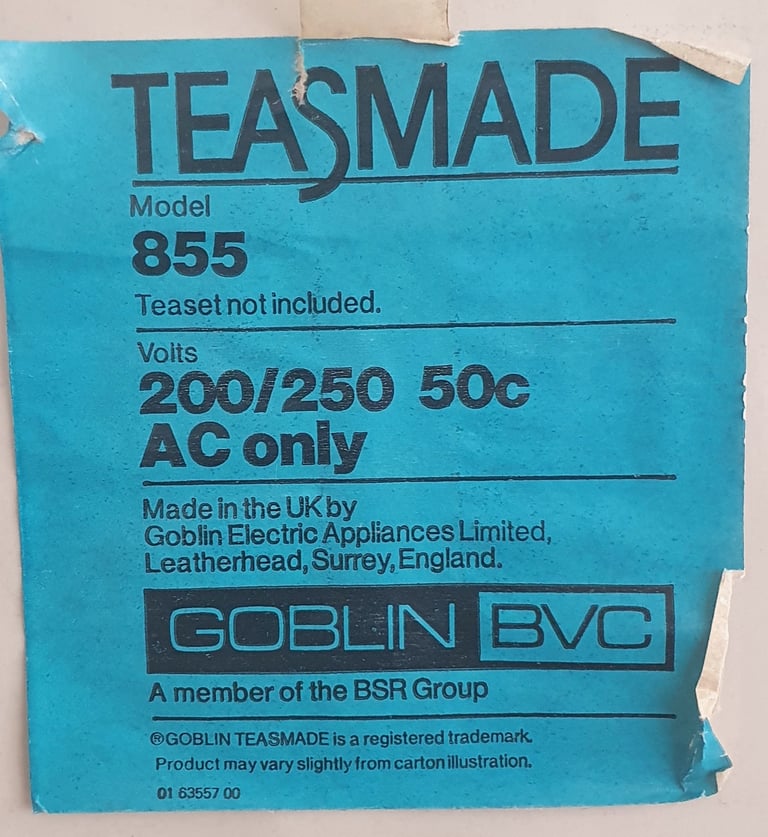 TEASMADE
Model
855
Teaset not included.
Volts
200/250 50c
AC only
Made in the UK by
Goblin Electric Appliances Limited,
Leatherhead, Surrey, England.
GOBLIN BVC
A member of the BSR Group
®GOBLIN TEASMADE is a registered trademark.
Product may vary slightly from carton illustration.
01 63557 00